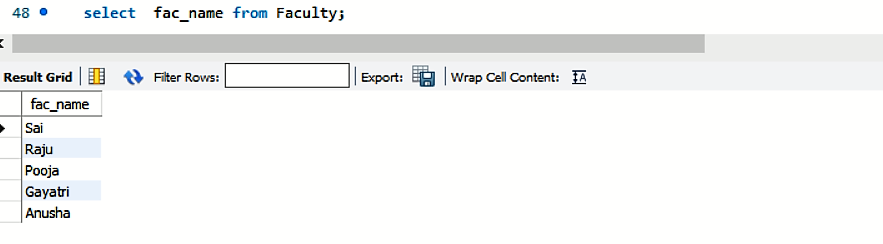 48 select fac_name from Faculty;
Result Grid Filter Rows: Export: Wrap Cell Content:
fac_name
Sai
Raju
Pooja
Gayatri
Anusha